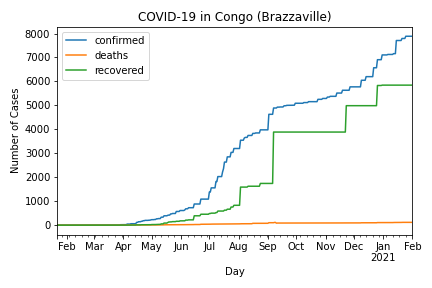 COVID-19 in Congo (Brazzaville)
confirmed
deaths
recovered
Number of Cases
8000
7000
6000
5000
4000
3000
2000
1000
0
Feb Mar Apr May Jun Jul Aug Sep Oct Nov Dec Jan Feb
2021
Day